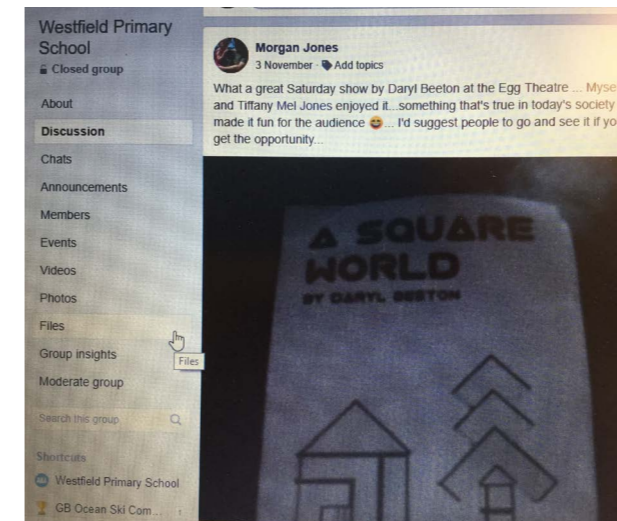 Westfield Primary
School
Closed group
About
Discussion
Chats
Announcements
Members
Events
Videos
Photos
Files
Files
Group insights
Moderate group
Search this group
Shortcuts
Westfield Primary School
GB Ocean Ski Com...
Morgan Jones
3 November · Add topics
What a great Saturday show by Daryl Beeton at the Egg Theatre ... Myse
and Tiffany Mel Jones enjoyed it...something that's true in today's society
made it fun for the audience 😄... I'd suggest people to go and see it if yo
get the opportunity...
A SQUARE
WORLD
BY DARYL BEETON